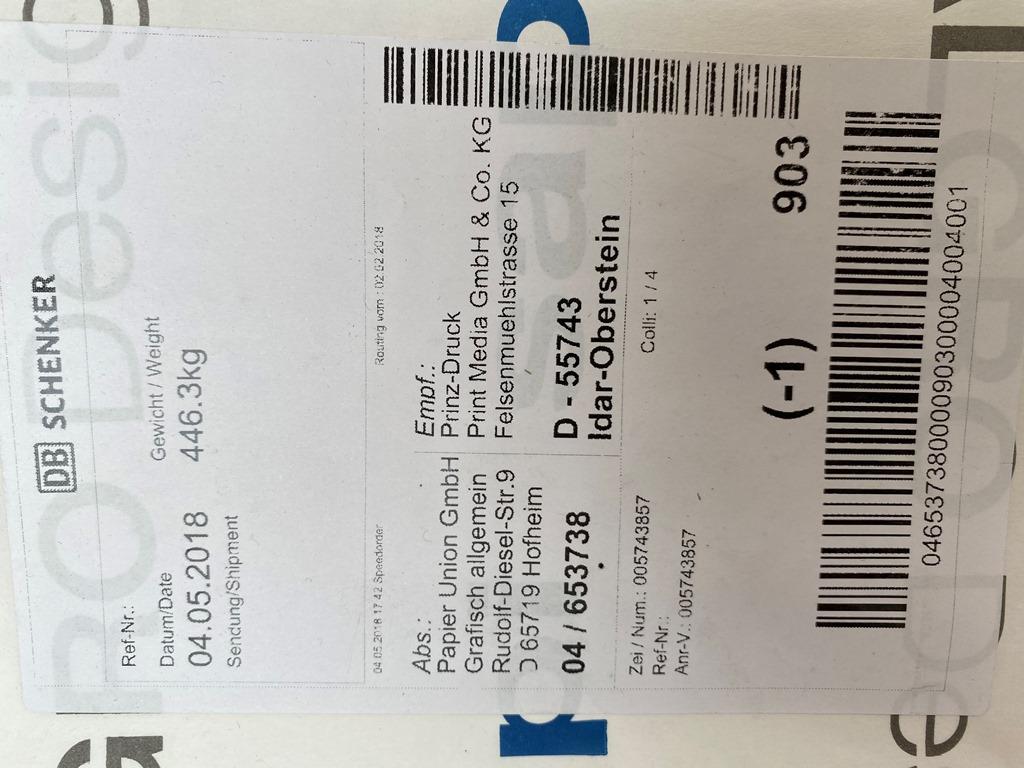 DB SCHENKER
Ref-Nr.:
Datum/Date Gewicht / Weight
04.05.2018 446.3kg
Sendung/Shipment
04.05.2018 17:42 Speedorder Routing vom : 02.02.2018
Abs.:
Papier Union GmbH
Grafisch allgemein
Rudolf-Diesel-Str.9
D 65719 Hofheim
04 / 653738
Empf.:
Prinz-Druck
Print Media GmbH & Co. KG
Felsenmuehlstrasse 15
D - 55743
Idar-Oberstein
Zei / Num.: 005743857 Colli: 1 / 4
Ref-Nr.:
Anr-V.: 005743857
(-1) 903
046537380000903000004004001